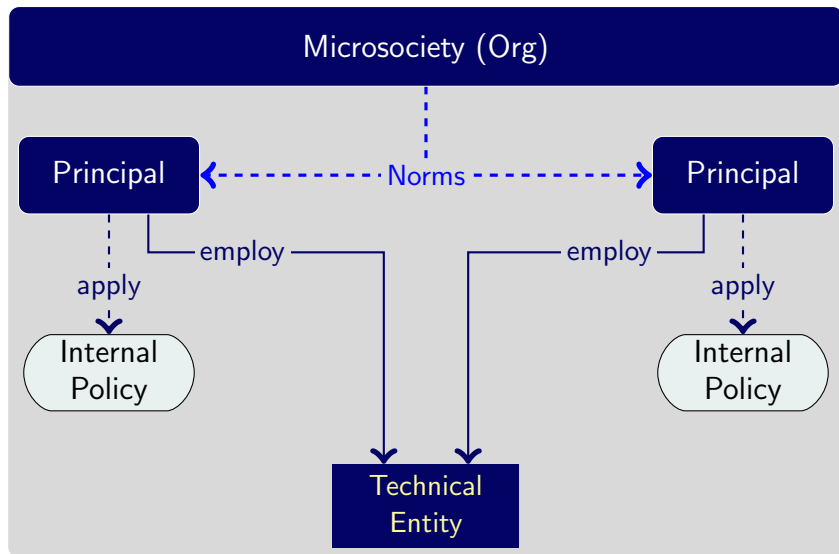 Microsociety (Org)
Principal
Norms
Principal
employ
employ
apply
apply
Internal
Policy
Internal
Policy
Technical
Entity